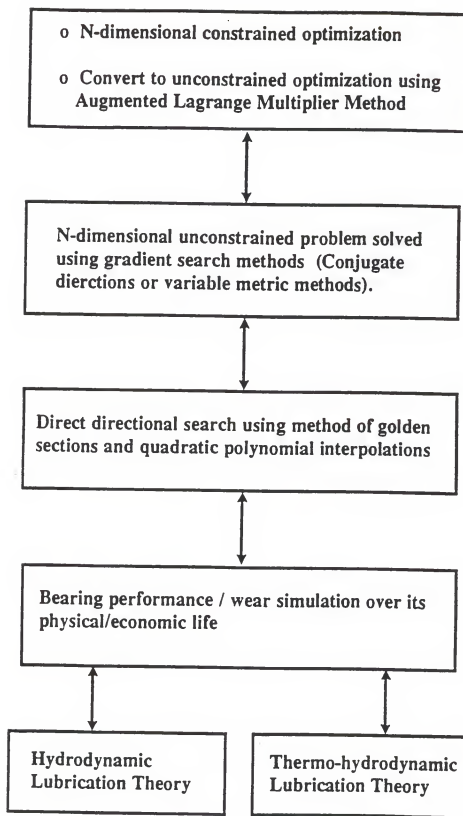 o N-dimensional constrained optimization
o Convert to unconstrained optimization using
Augmented Lagrange Multiplier Method
N-dimensional unconstrained problem solved
using gradient search methods (Conjugate
dierctions or variable metric methods).
Direct directional search using method of golden
sections and quadratic polynomial interpolations
Bearing performance / wear simulation over its
physical/economic life
Hydrodynamic
Lubrication Theory
Thermo-hydrodynamic
Lubrication Theory